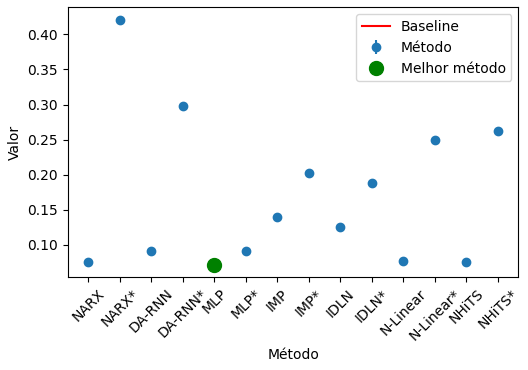 Baseline
Método
Melhor método
Valor
0.40
0.35
0.30
0.25
0.20
0.15
0.10
NARX
NARX*
DA-RNN
DA-RNN*
MLP
MLP*
IMP
IMP*
IDLN
IDLN*
N-Linear
N-Linear*
NHiTS
NHiTS*
Método